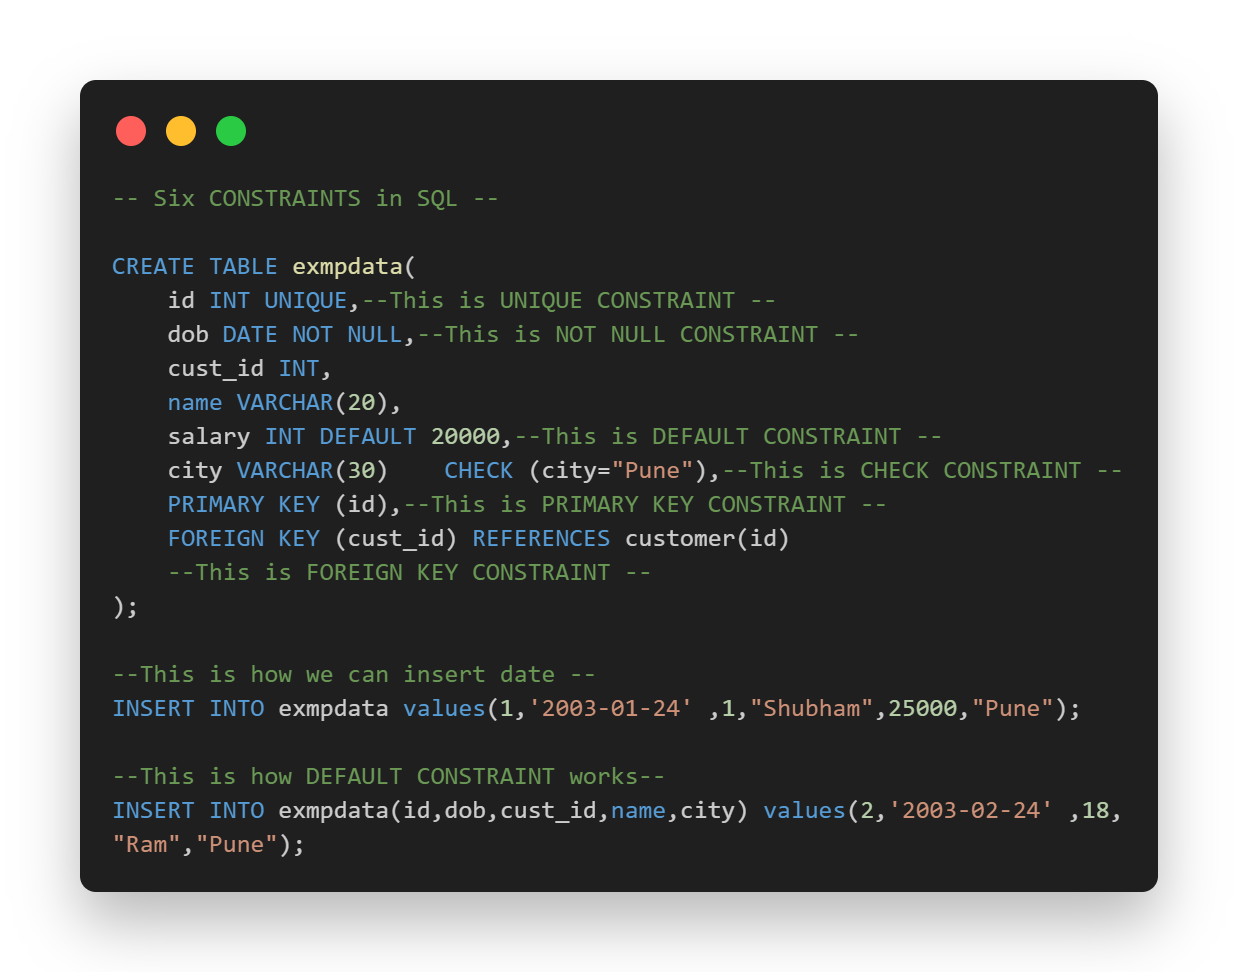 -- Six CONSTRAINTS in SQL --
CREATE TABLE exmpdata(
    id INT UNIQUE,--This is UNIQUE CONSTRAINT --
    dob DATE NOT NULL,--This is NOT NULL CONSTRAINT --
    cust_id INT,
    name VARCHAR(20),
    salary INT DEFAULT 20000,--This is DEFAULT CONSTRAINT --
    city VARCHAR(30)    CHECK (city="Pune"),--This is CHECK CONSTRAINT --
    PRIMARY KEY (id),--This is PRIMARY KEY CONSTRAINT --
    FOREIGN KEY (cust_id) REFERENCES customer(id)
    --This is FOREIGN KEY CONSTRAINT --
);
--This is how we can insert date --
INSERT INTO exmpdata values(1,'2003-01-24' ,1,"Shubham",25000,"Pune");
--This is how DEFAULT CONSTRAINT works--
INSERT INTO exmpdata(id,dob,cust_id,name,city) values(2,'2003-02-24' ,18,
"Ram","Pune");